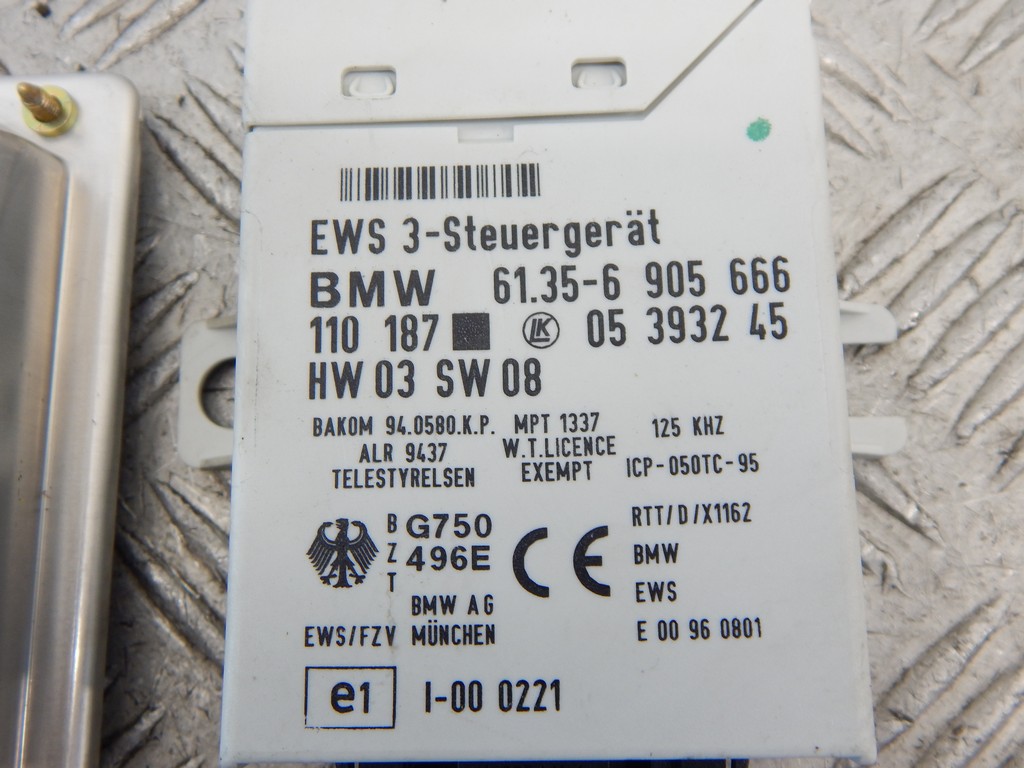 EWS 3-Steuergerät
BMW 61.35-6 905 666
110 187 LK 05 3932 45
HW 03 SW 08
BAKOM 94.0580.K.P. MPT 1337 125 KHZ
ALR 9437 W.T.LICENCE
TELESTYRELSEN EXEMPT ICP-050TC-95
BZT G750 496E CE RTT/D/X1162
BMW
EWS
BMW AG
EWS/FZV MÜNCHEN E 00 96 0801
e1 I-00 0221